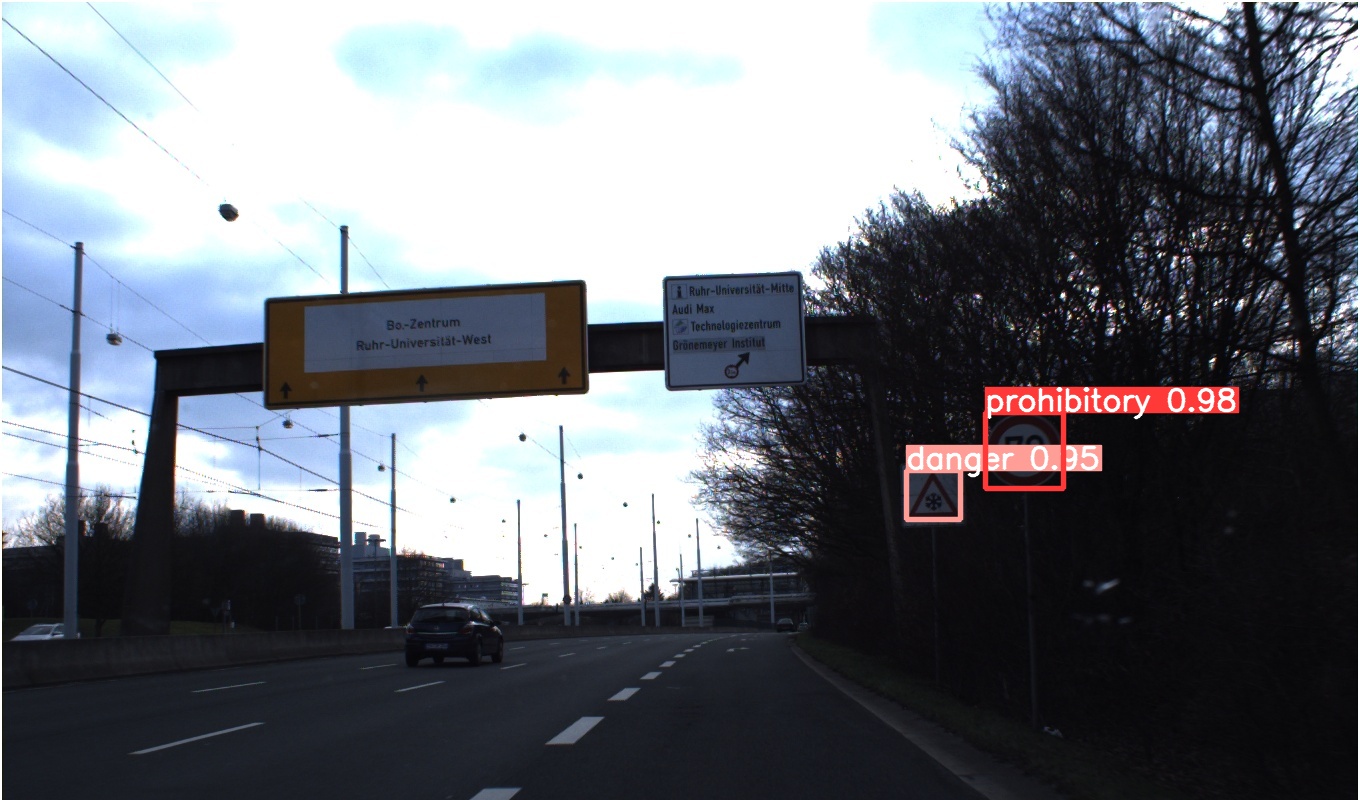 Bo.-Zentrum
Ruhr-Universität-West
i Ruhr-Universität-Mitte
Audi Max
Technologiezentrum
Grönemeyer Institut
prohibitory 0.98
70
danger 0.95